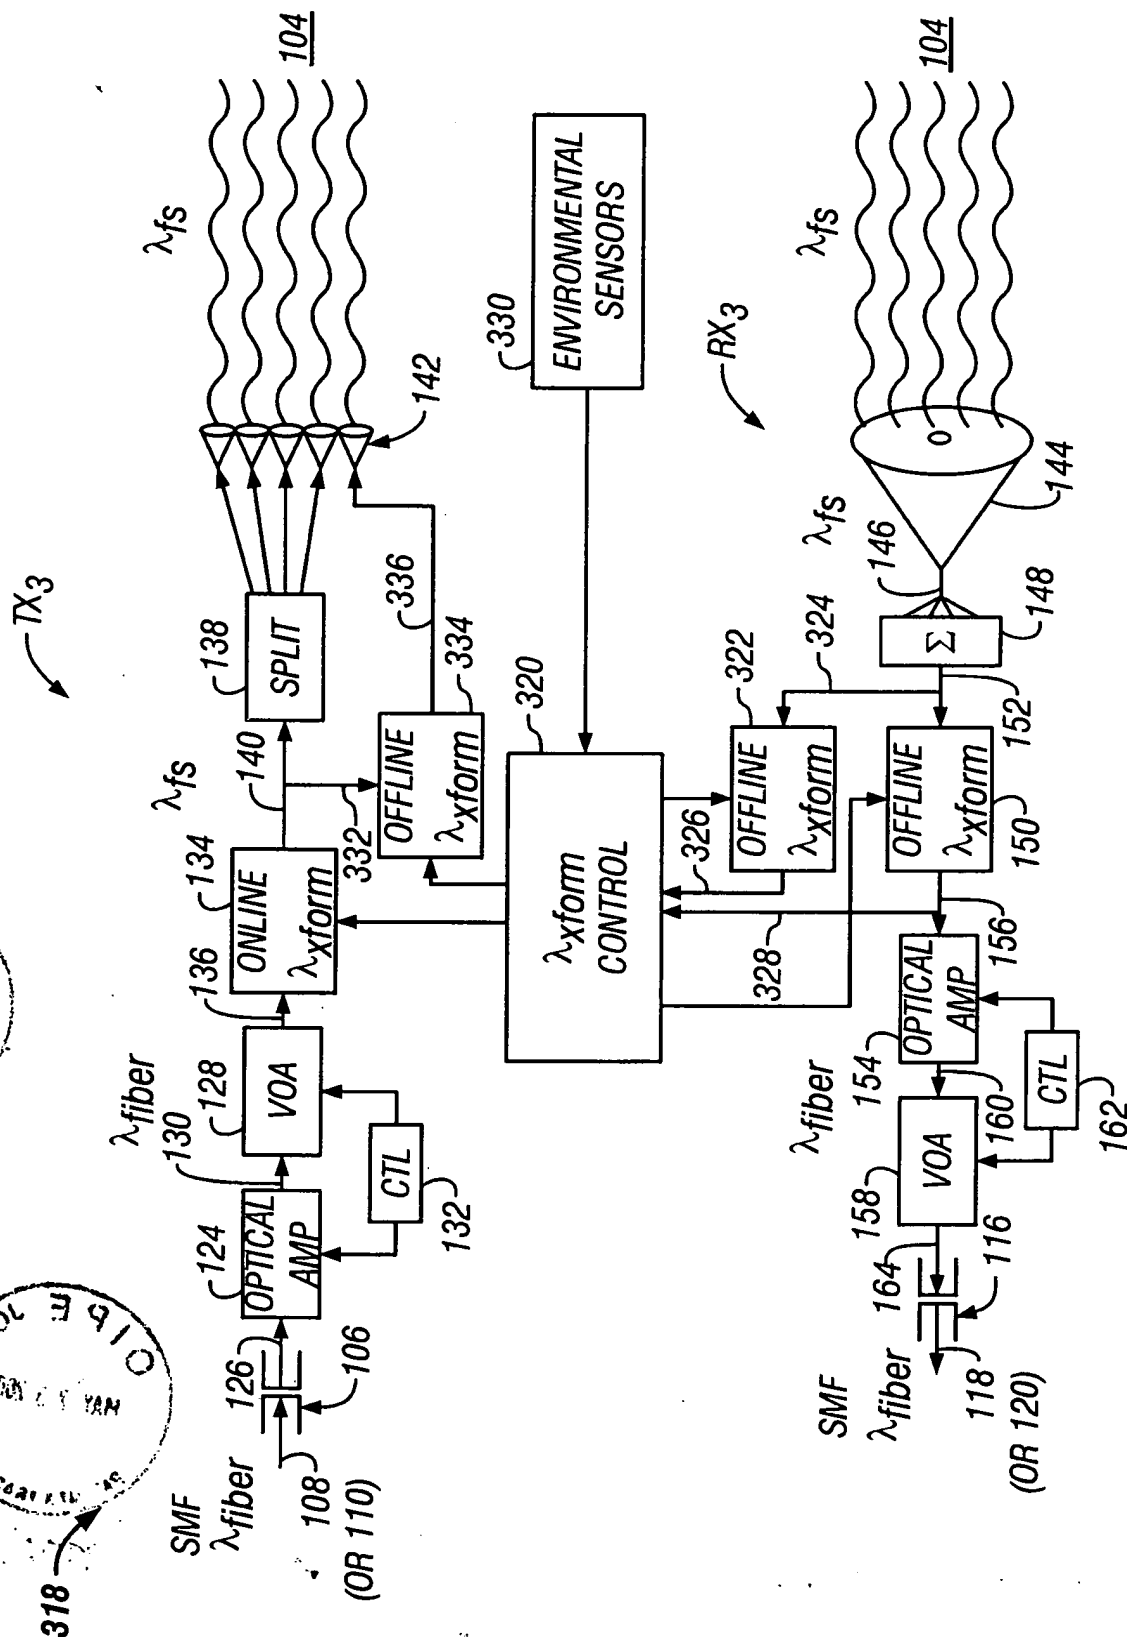 318
TX3
SMF
λfiber
108
(OR 110)
126
106
124
OPTICAL
AMP
λfiber
130
128
VOA
CTL
132
136
134
ONLINE
λxform
λfs
140
332
138
SPLIT
OFFLINE
λxform
334
336
142
λfs
104
320
λxform
CONTROL
330
ENVIRONMENTAL
SENSORS
RX3
322
OFFLINE
λxform
324
326
328
OFFLINE
λxform
150
152
Σ
148
146
λfs
144
λfs
104
156
154
OPTICAL
AMP
160
CTL
162
λfiber
158
VOA
164
116
SMF
λfiber
118
(OR 120)